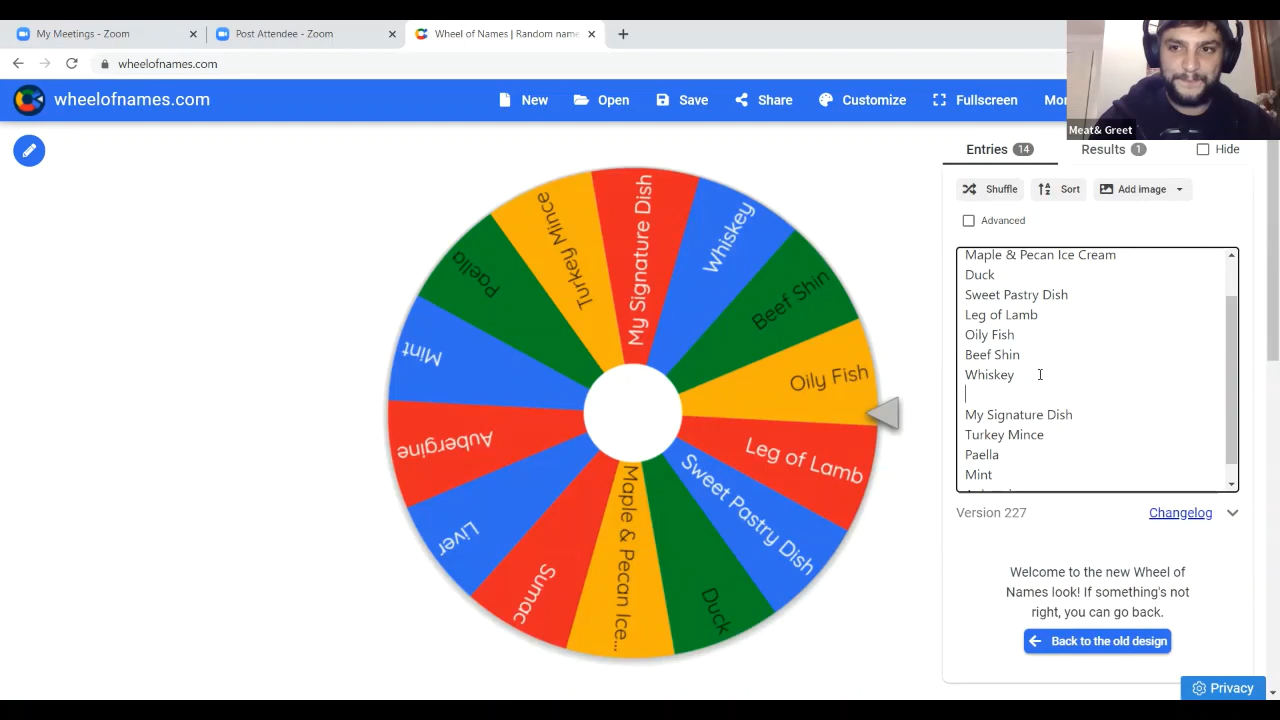 My Meetings - Zoom
Post Attendee - Zoom
Wheel of Names | Random name
wheelofnames.com
wheelofnames.com
New
Open
Save
Share
Customize
Fullscreen
Mor
Meat& Greet
Entries 14
Results 1
Hide
Shuffle
Sort
Add image
Advanced
Maple & Pecan Ice Cream
Duck
Sweet Pastry Dish
Leg of Lamb
Oily Fish
Beef Shin
Whiskey
My Signature Dish
Turkey Mince
Paella
Mint
Version 227
Changelog
Welcome to the new Wheel of
Names look! If something's not
right, you can go back.
Back to the old design
Privacy
My Signature Dish
Whiskey
Beef Shin
Oily Fish
Leg of Lamb
Sweet Pastry Dish
Duck
Maple & Pecan Ice...
Sumac
Liver
Aubergine
Mint
Paella
Turkey Mince